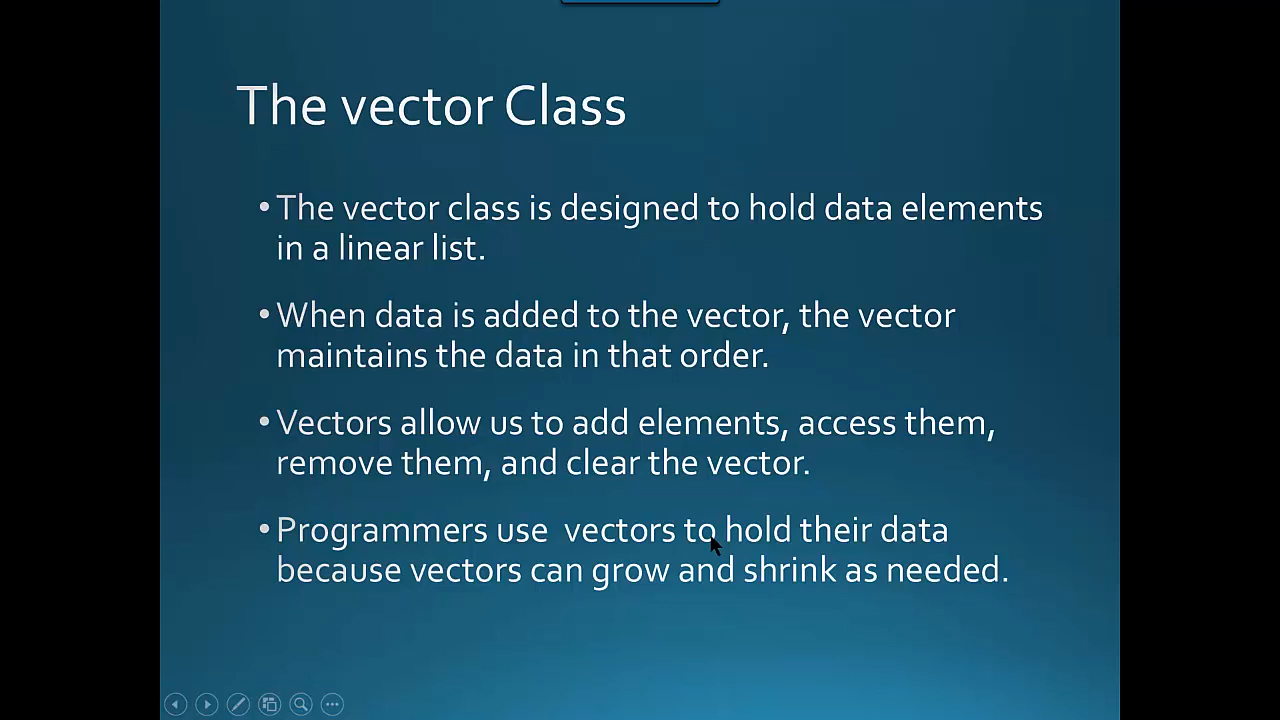 The vector Class
•The vector class is designed to hold data elements
in a linear list.
•When data is added to the vector, the vector
maintains the data in that order.
•Vectors allow us to add elements, access them,
remove them, and clear the vector.
•Programmers use  vectors to hold their data
because vectors can grow and shrink as needed.